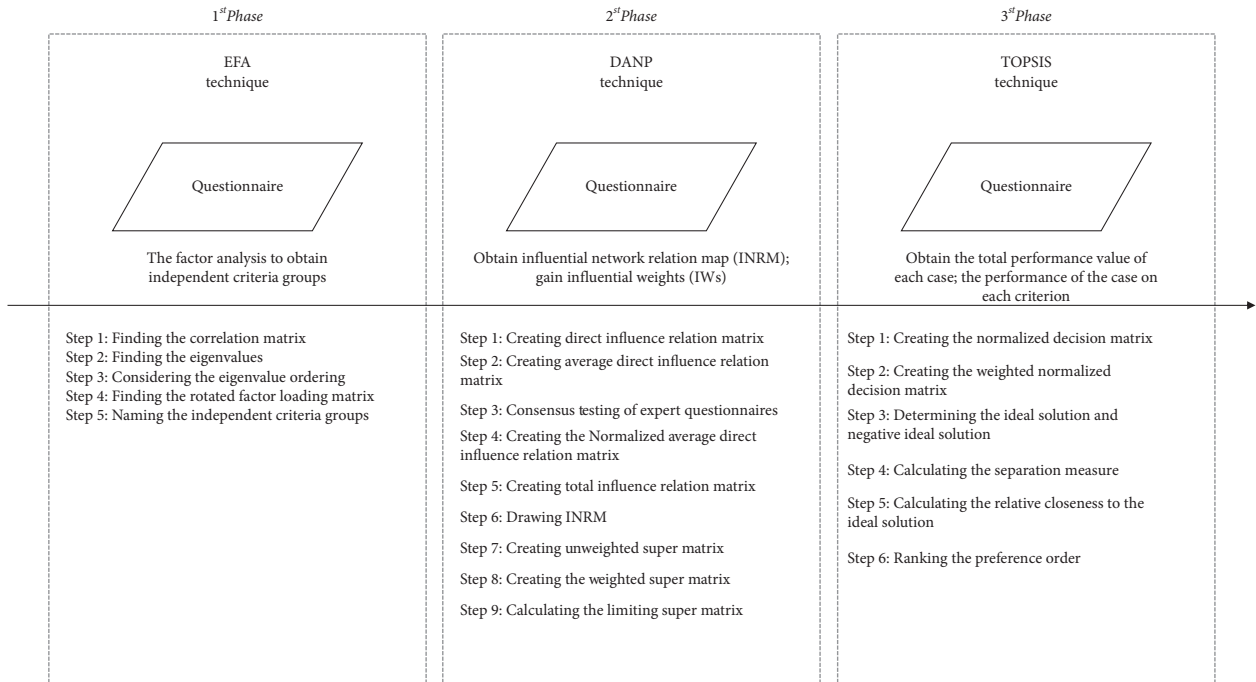 1st Phase
EFA
technique
Questionnaire
The factor analysis to obtain
independent criteria groups
Step 1: Finding the correlation matrix
Step 2: Finding the eigenvalues
Step 3: Considering the eigenvalue ordering
Step 4: Finding the rotated factor loading matrix
Step 5: Naming the independent criteria groups
2st Phase
DANP
technique
Questionnaire
Obtain influential network relation map (INRM);
gain influential weights (IWs)
Step 1: Creating direct influence relation matrix
Step 2: Creating average direct influence relation
matrix
Step 3: Consensus testing of expert questionnaires
Step 4: Creating the Normalized average direct
influence relation matrix
Step 5: Creating total influence relation matrix
Step 6: Drawing INRM
Step 7: Creating unweighted super matrix
Step 8: Creating the weighted super matrix
Step 9: Calculating the limiting super matrix
3st Phase
TOPSIS
technique
Questionnaire
Obtain the total performance value of
each case; the performance of the case on
each criterion
Step 1: Creating the normalized decision matrix
Step 2: Creating the weighted normalized
decision matrix
Step 3: Determining the ideal solution and
negative ideal solution
Step 4: Calculating the separation measure
Step 5: Calculating the relative closeness to the
ideal solution
Step 6: Ranking the preference order